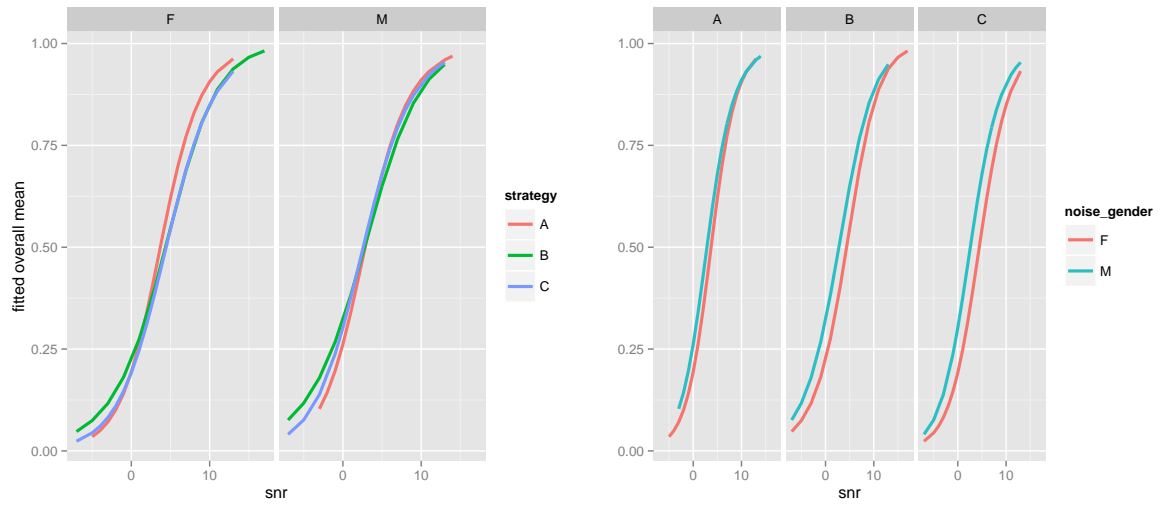 F M
1.00
0.75
0.50
0.25
0.00
fitted overall mean
0 10 0 10
snr
strategy
A
B
C
A B C
1.00
0.75
0.50
0.25
0.00
0 10 0 10 0 10
snr
noise_gender
F
M